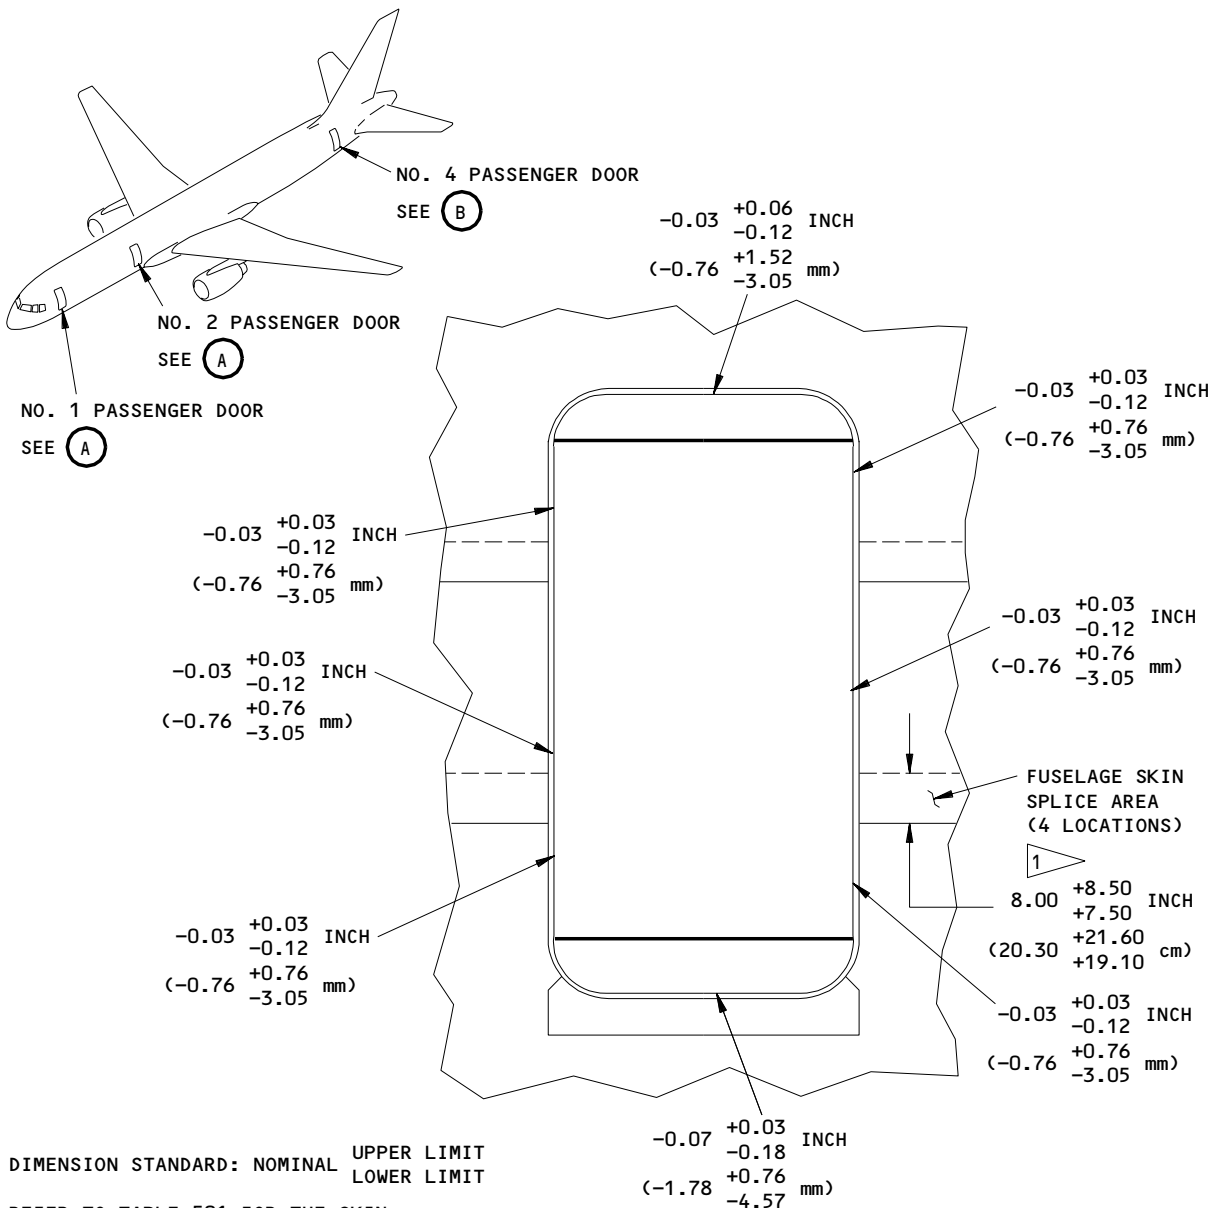 NO. 4 PASSENGER DOOR
SEE B
NO. 2 PASSENGER DOOR
SEE A
NO. 1 PASSENGER DOOR
SEE A
-0.03 +0.06 INCH
-0.12
(-0.76 +1.52 mm)
-3.05
-0.03 +0.03 INCH
-0.12
(-0.76 +0.76 mm)
-3.05
-0.03 +0.03 INCH
-0.12
(-0.76 +0.76 mm)
-3.05
-0.03 +0.03 INCH
-0.12
(-0.76 +0.76 mm)
-3.05
-0.03 +0.03 INCH
-0.12
(-0.76 +0.76 mm)
-3.05
FUSELAGE SKIN
SPLICE AREA
(4 LOCATIONS)
1
8.00 +8.50 INCH
+7.50
(20.30 +21.60 cm)
+19.10
-0.03 +0.03 INCH
-0.12
(-0.76 +0.76 mm)
-3.05
-0.03 +0.03 INCH
-0.12
(-0.76 +0.76 mm)
-3.05
-0.07 +0.03 INCH
-0.18
(-1.78 +0.76 mm)
-4.57
DIMENSION STANDARD: NOMINAL UPPER LIMIT
LOWER LIMIT